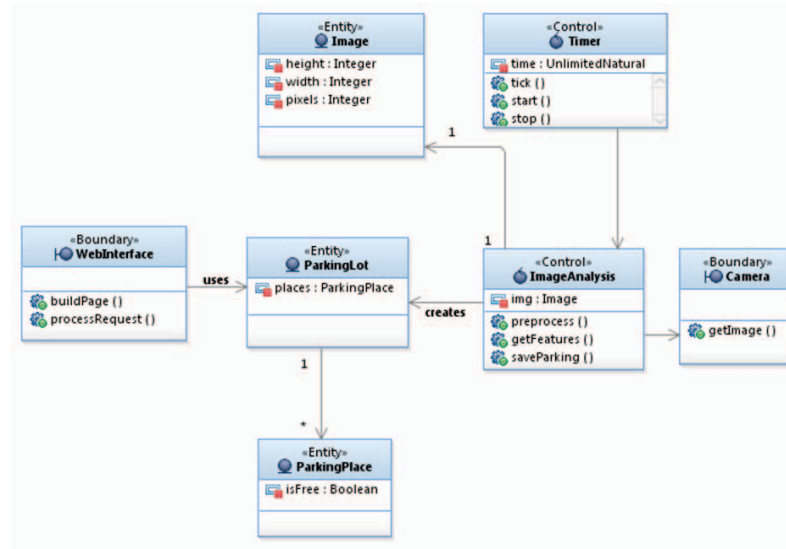 «Entity»
Image
height : Integer
width : Integer
pixels : Integer
«Control»
Timer
time : UnlimitedNatural
tick ()
start ()
stop ()
1
1
«Boundary»
WebInterface
buildPage ()
processRequest ()
uses
«Entity»
ParkingLot
places : ParkingPlace
creates
«Control»
ImageAnalysis
img : Image
preprocess ()
getFeatures ()
saveParking ()
«Boundary»
Camera
getImage ()
1
*
«Entity»
ParkingPlace
isFree : Boolean